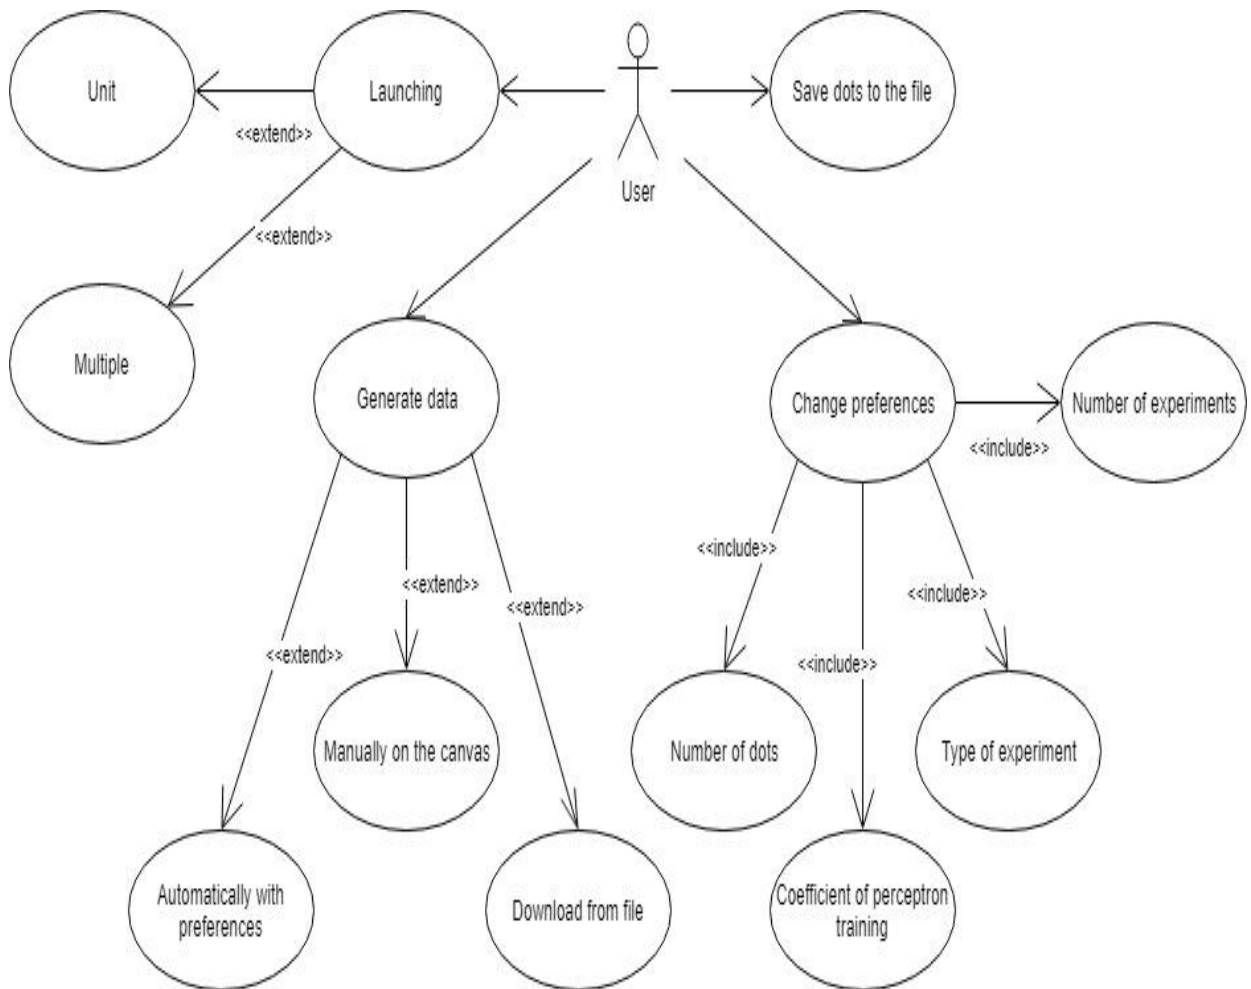 Unit
Launching
Save dots to the file
<<extend>>
User
<<extend>>
Multiple
Generate data
Change preferences
Number of experiments
<<include>>
<<include>>
<<extend>>
<<include>>
<<extend>>
<<extend>>
<<include>>
Manually on the canvas
Number of dots
Type of experiment
Automatically with
preferences
Download from file
Coefficient of perceptron
training